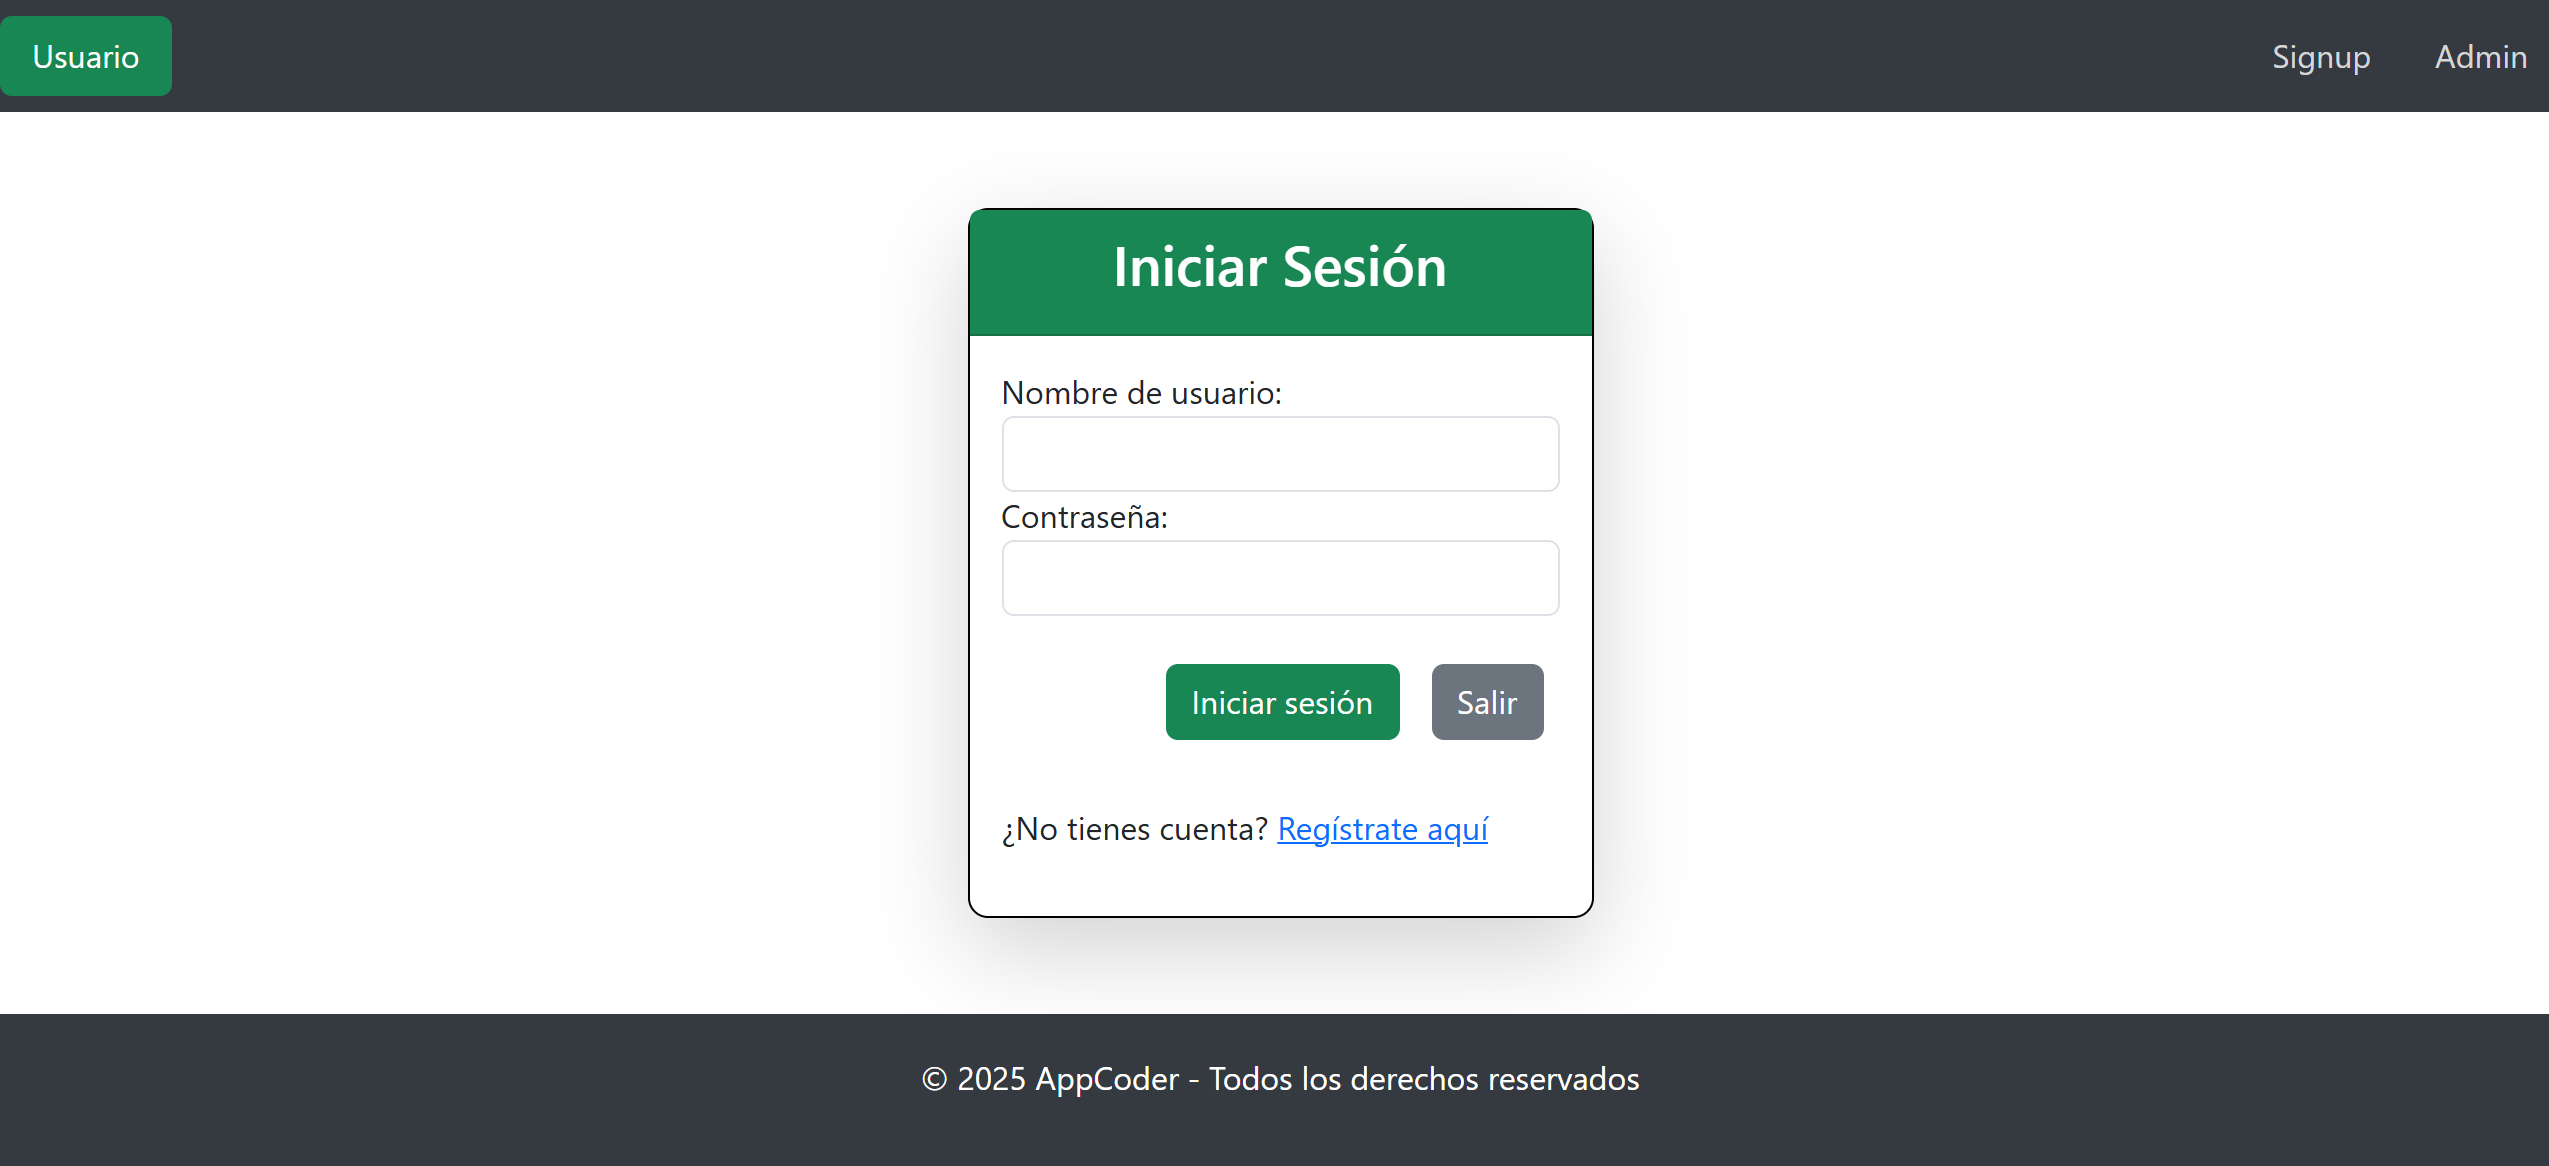 Usuario
Signup
Admin
Iniciar Sesión
Nombre de usuario:
Contraseña:
Iniciar sesión
Salir
¿No tienes cuenta? Regístrate aquí
© 2025 AppCoder - Todos los derechos reservados